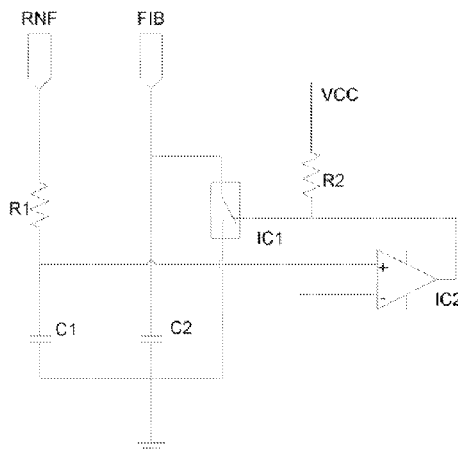 RNF FIB
VCC
R2
R1
IC1
+
-
IC2
C1 C2